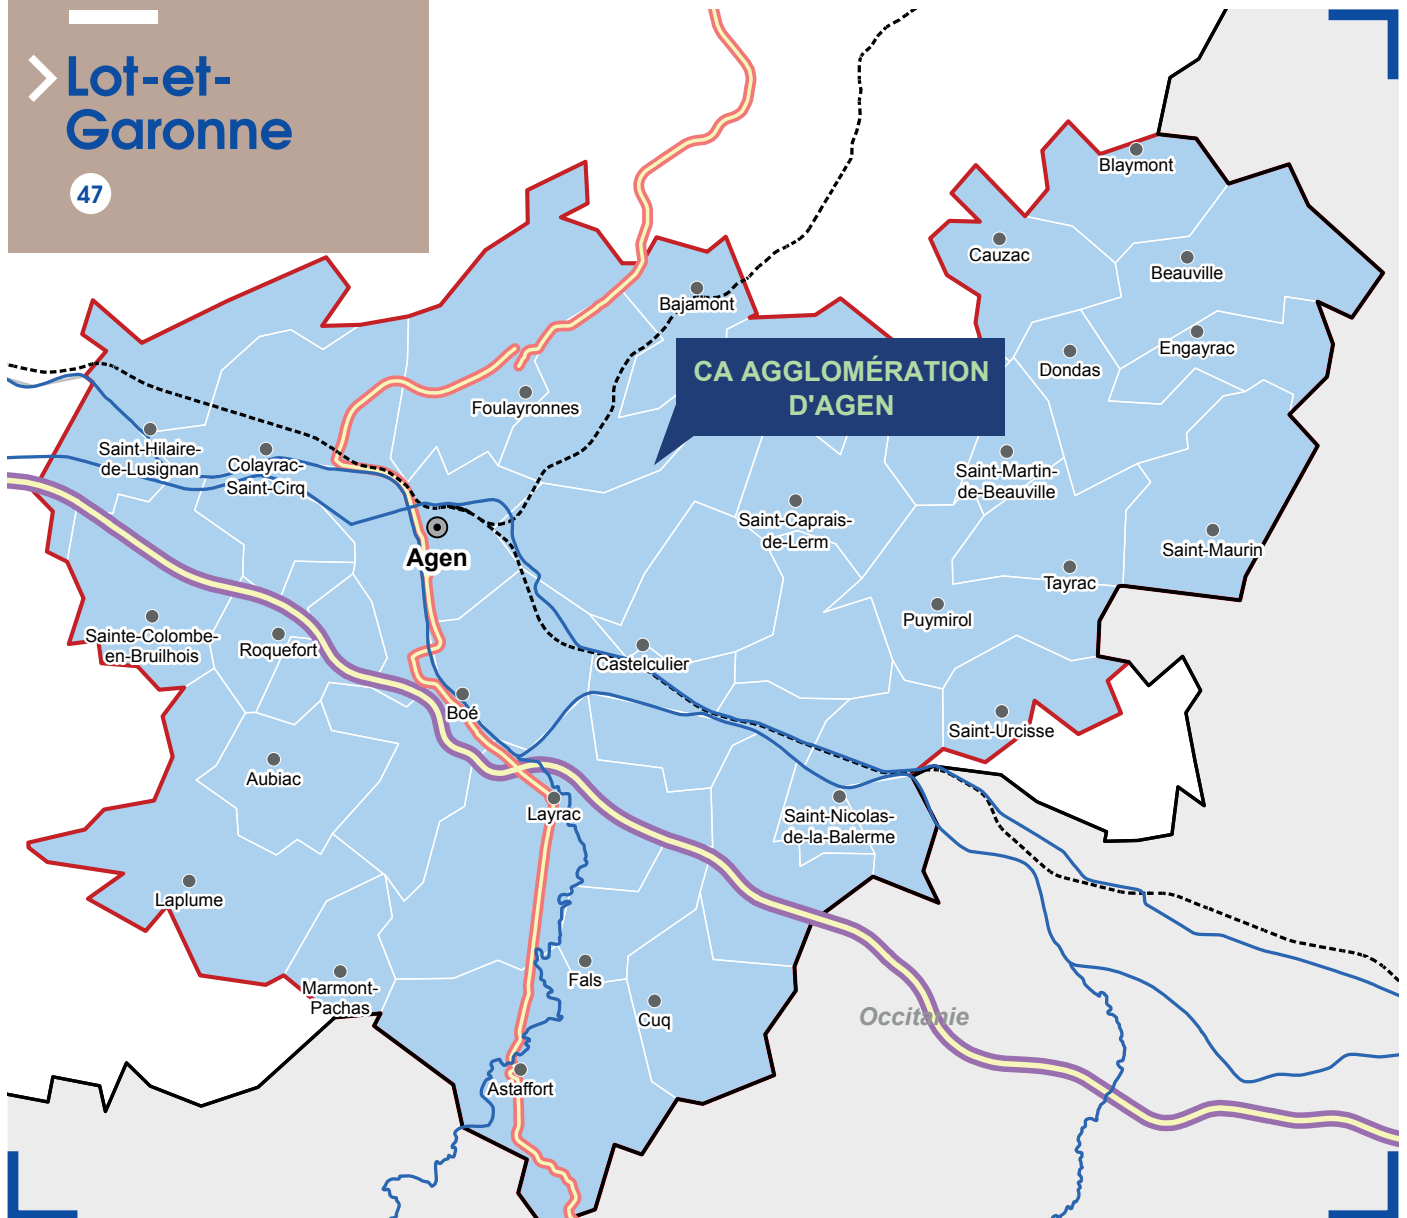 Lot-et-
Garonne
47
Blaymont
Cauzac
Beauville
Bajamont
Engayrac
Dondas
CA AGGLOMÉRATION
D'AGEN
Foulayronnes
Saint-Hilaire-
de-Lusignan
Colayrac-
Saint-Cirq
Saint-Martin-
de-Beauville
Saint-Caprais-
de-Lerm
Saint-Maurin
Agen
Tayrac
Puymirol
Sainte-Colombe-
en-Bruilhois
Roquefort
Castelculier
Boé
Saint-Urcisse
Aubiac
Layrac
Saint-Nicolas-
de-la-Balerme
Laplume
Marmont-
Pachas
Fals
Cuq
Occitanie
Astaffort